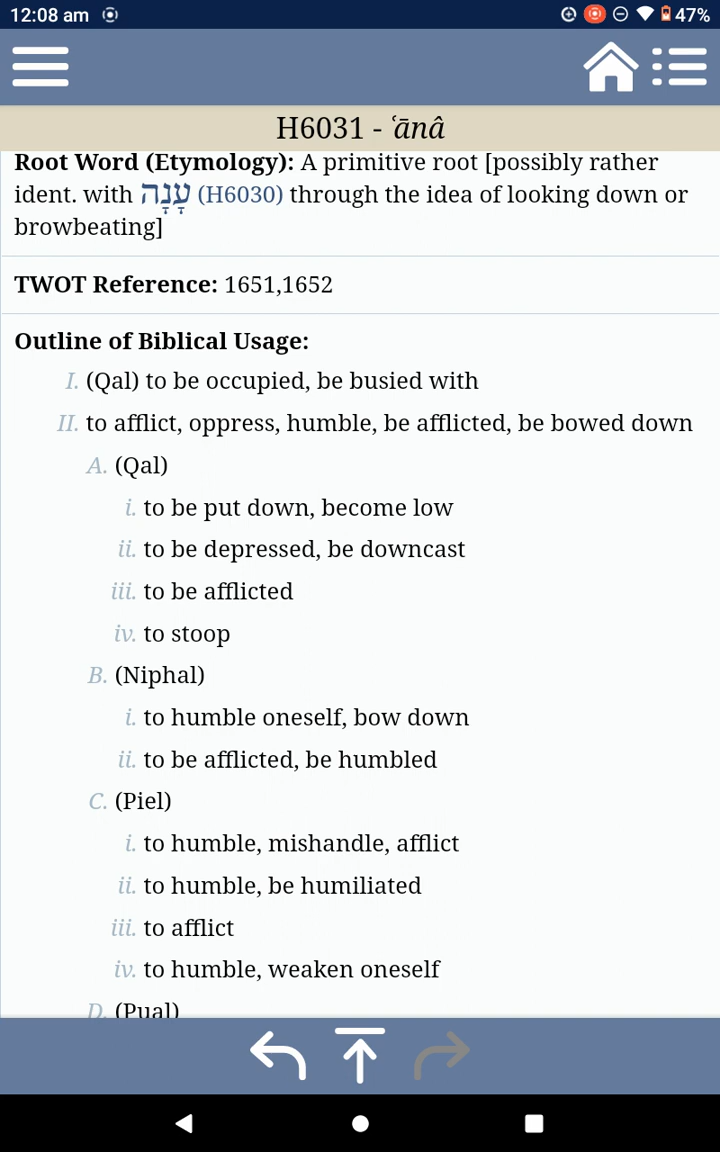 12:08 am 47%
H6031 - ʿānâ
Root Word (Etymology): A primitive root [possibly rather
ident. with עָנָה (H6030) through the idea of looking down or
browbeating]
TWOT Reference: 1651,1652
Outline of Biblical Usage:
I. (Qal) to be occupied, be busied with
II. to afflict, oppress, humble, be afflicted, be bowed down
A. (Qal)
i. to be put down, become low
ii. to be depressed, be downcast
iii. to be afflicted
iv. to stoop
B. (Niphal)
i. to humble oneself, bow down
ii. to be afflicted, be humbled
C. (Piel)
i. to humble, mishandle, afflict
ii. to humble, be humiliated
iii. to afflict
iv. to humble, weaken oneself
D. (Pual)